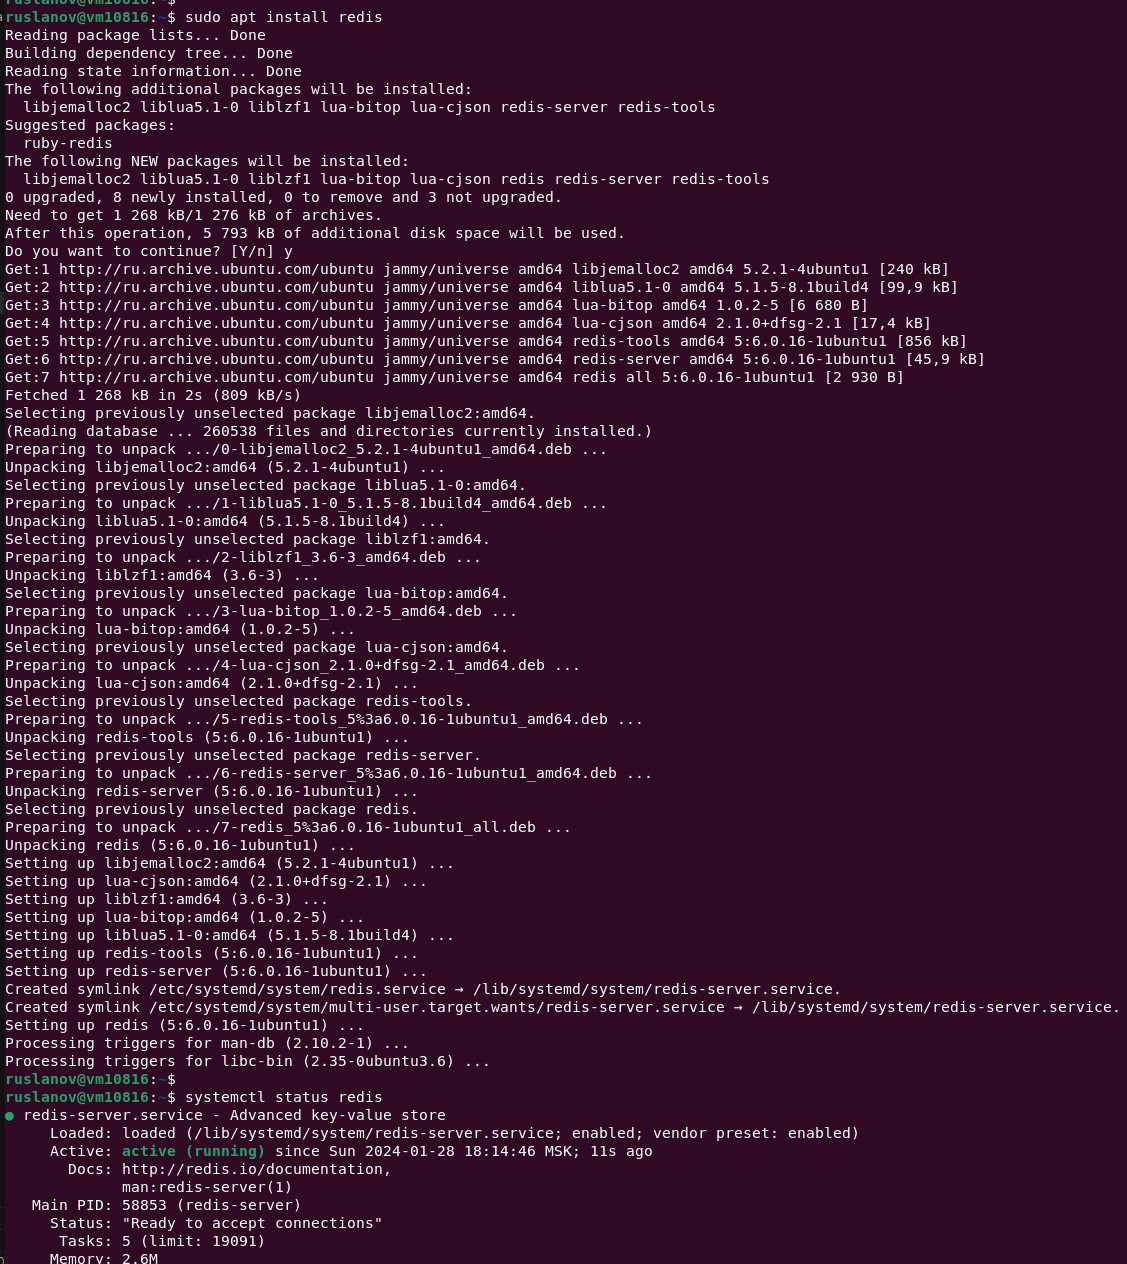 ruslanov@vm10816:~$
ruslanov@vm10816:~$ sudo apt install redis
Reading package lists... Done
Building dependency tree... Done
Reading state information... Done
The following additional packages will be installed:
  libjemalloc2 liblua5.1-0 liblzf1 lua-bitop lua-cjson redis-server redis-tools
Suggested packages:
  ruby-redis
The following NEW packages will be installed:
  libjemalloc2 liblua5.1-0 liblzf1 lua-bitop lua-cjson redis redis-server redis-tools
0 upgraded, 8 newly installed, 0 to remove and 3 not upgraded.
Need to get 1 268 kB/1 276 kB of archives.
After this operation, 5 793 kB of additional disk space will be used.
Do you want to continue? [Y/n] y
Get:1 http://ru.archive.ubuntu.com/ubuntu jammy/universe amd64 libjemalloc2 amd64 5.2.1-4ubuntu1 [240 kB]
Get:2 http://ru.archive.ubuntu.com/ubuntu jammy/universe amd64 liblua5.1-0 amd64 5.1.5-8.1build4 [99,9 kB]
Get:3 http://ru.archive.ubuntu.com/ubuntu jammy/universe amd64 lua-bitop amd64 1.0.2-5 [6 680 B]
Get:4 http://ru.archive.ubuntu.com/ubuntu jammy/universe amd64 lua-cjson amd64 2.1.0+dfsg-2.1 [17,4 kB]
Get:5 http://ru.archive.ubuntu.com/ubuntu jammy/universe amd64 redis-tools amd64 5:6.0.16-1ubuntu1 [856 kB]
Get:6 http://ru.archive.ubuntu.com/ubuntu jammy/universe amd64 redis-server amd64 5:6.0.16-1ubuntu1 [45,9 kB]
Get:7 http://ru.archive.ubuntu.com/ubuntu jammy/universe amd64 redis all 5:6.0.16-1ubuntu1 [2 930 B]
Fetched 1 268 kB in 2s (809 kB/s)
Selecting previously unselected package libjemalloc2:amd64.
(Reading database ... 260538 files and directories currently installed.)
Preparing to unpack .../0-libjemalloc2_5.2.1-4ubuntu1_amd64.deb ...
Unpacking libjemalloc2:amd64 (5.2.1-4ubuntu1) ...
Selecting previously unselected package liblua5.1-0:amd64.
Preparing to unpack .../1-liblua5.1-0_5.1.5-8.1build4_amd64.deb ...
Unpacking liblua5.1-0:amd64 (5.1.5-8.1build4) ...
Selecting previously unselected package liblzf1:amd64.
Preparing to unpack .../2-liblzf1_3.6-3_amd64.deb ...
Unpacking liblzf1:amd64 (3.6-3) ...
Selecting previously unselected package lua-bitop:amd64.
Preparing to unpack .../3-lua-bitop_1.0.2-5_amd64.deb ...
Unpacking lua-bitop:amd64 (1.0.2-5) ...
Selecting previously unselected package lua-cjson:amd64.
Preparing to unpack .../4-lua-cjson_2.1.0+dfsg-2.1_amd64.deb ...
Unpacking lua-cjson:amd64 (2.1.0+dfsg-2.1) ...
Selecting previously unselected package redis-tools.
Preparing to unpack .../5-redis-tools_5%3a6.0.16-1ubuntu1_amd64.deb ...
Unpacking redis-tools (5:6.0.16-1ubuntu1) ...
Selecting previously unselected package redis-server.
Preparing to unpack .../6-redis-server_5%3a6.0.16-1ubuntu1_amd64.deb ...
Unpacking redis-server (5:6.0.16-1ubuntu1) ...
Selecting previously unselected package redis.
Preparing to unpack .../7-redis_5%3a6.0.16-1ubuntu1_all.deb ...
Unpacking redis (5:6.0.16-1ubuntu1) ...
Setting up libjemalloc2:amd64 (5.2.1-4ubuntu1) ...
Setting up lua-cjson:amd64 (2.1.0+dfsg-2.1) ...
Setting up liblzf1:amd64 (3.6-3) ...
Setting up lua-bitop:amd64 (1.0.2-5) ...
Setting up liblua5.1-0:amd64 (5.1.5-8.1build4) ...
Setting up redis-tools (5:6.0.16-1ubuntu1) ...
Setting up redis-server (5:6.0.16-1ubuntu1) ...
Created symlink /etc/systemd/system/redis.service → /lib/systemd/system/redis-server.service.
Created symlink /etc/systemd/system/multi-user.target.wants/redis-server.service → /lib/systemd/system/redis-server.service.
Setting up redis (5:6.0.16-1ubuntu1) ...
Processing triggers for man-db (2.10.2-1) ...
Processing triggers for libc-bin (2.35-0ubuntu3.6) ...
ruslanov@vm10816:~$
ruslanov@vm10816:~$ systemctl status redis
● redis-server.service - Advanced key-value store
     Loaded: loaded (/lib/systemd/system/redis-server.service; enabled; vendor preset: enabled)
     Active: active (running) since Sun 2024-01-28 18:14:46 MSK; 11s ago
       Docs: http://redis.io/documentation,
             man:redis-server(1)
   Main PID: 58853 (redis-server)
     Status: "Ready to accept connections"
      Tasks: 5 (limit: 19091)
     Memory: 2.6M